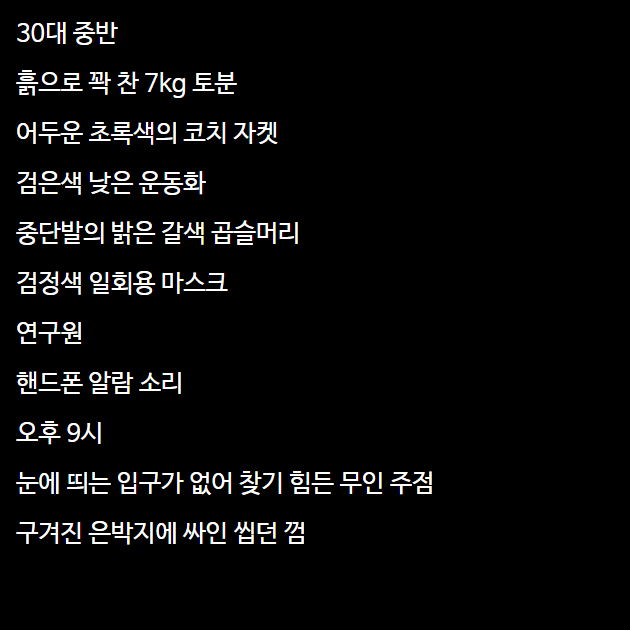 30대 중반
흙으로 꽉 찬 7kg 토분
어두운 초록색의 코치 자켓
검은색 낮은 운동화
중단발의 밝은 갈색 곱슬머리
검정색 일회용 마스크
연구원
핸드폰 알람 소리
오후 9시
눈에 띄는 입구가 없어 찾기 힘든 무인 주점
구겨진 은박지에 싸인 씹던 껌